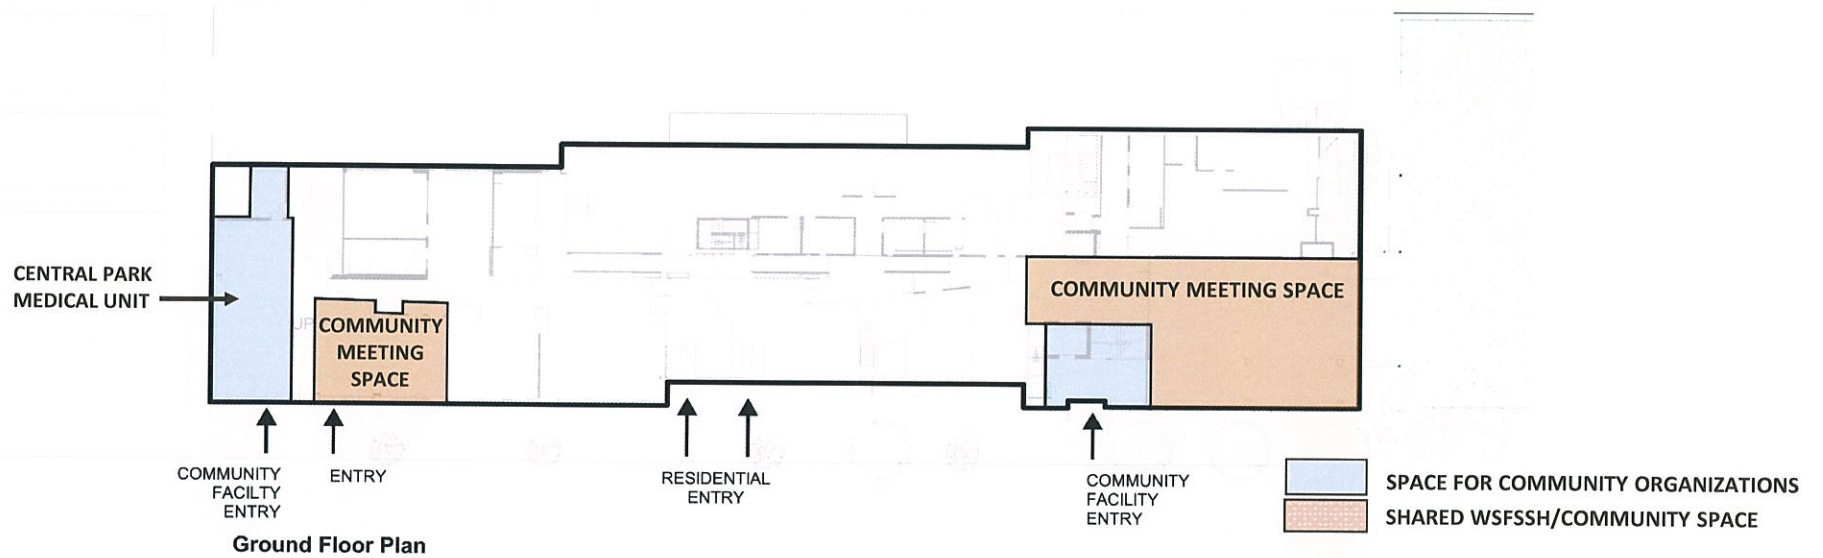 CENTRAL PARK
MEDICAL UNIT
UP
COMMUNITY
MEETING
SPACE
COMMUNITY MEETING SPACE
COMMUNITY
FACILTY
ENTRY
ENTRY
RESIDENTIAL
ENTRY
COMMUNITY
FACILITY
ENTRY
SPACE FOR COMMUNITY ORGANIZATIONS
SHARED WSFSSH/COMMUNITY SPACE
Ground Floor Plan